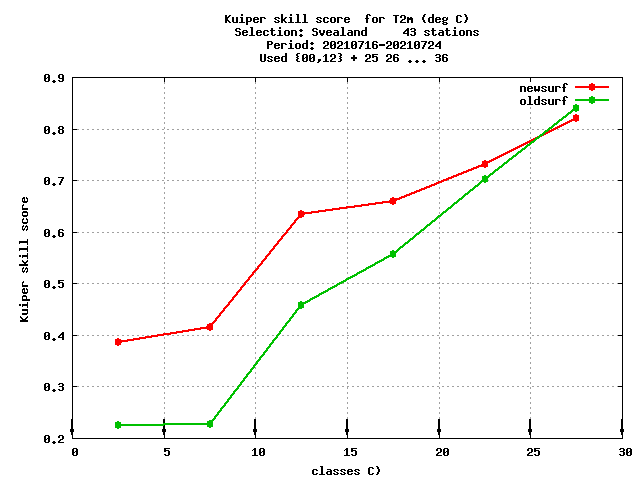 Kuiper skill score  for T2m (deg C)
Selection: Svealand     43 stations
Period: 20210716-20210724
Used {00,12} + 25 26 ... 36
newsurf
oldsurf
0.9
0.8
0.7
0.6
0.5
0.4
0.3
0.2
Kuiper skill score
0 5 10 15 20 25 30
classes C)